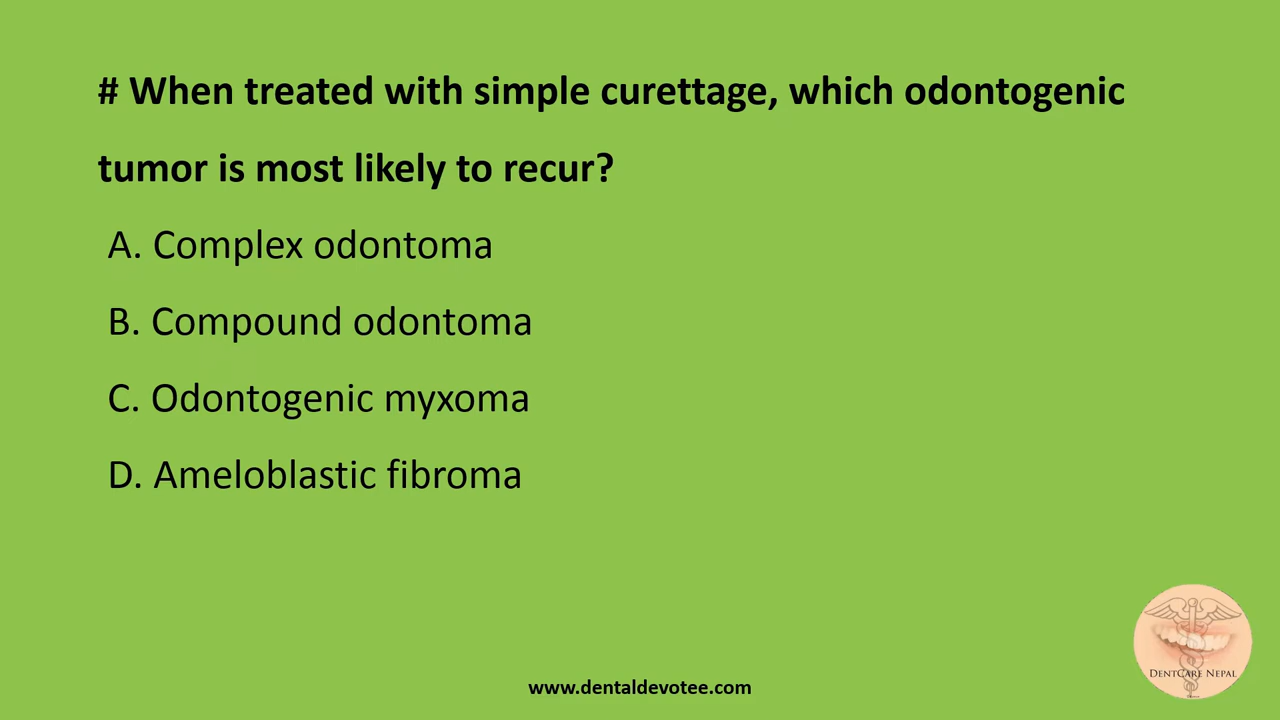 # When treated with simple curettage, which odontogenic
tumor is most likely to recur?
A. Complex odontoma
B. Compound odontoma
C. Odontogenic myxoma
D. Ameloblastic fibroma
DENTCARE NEPAL
www.dentaldevotee.com